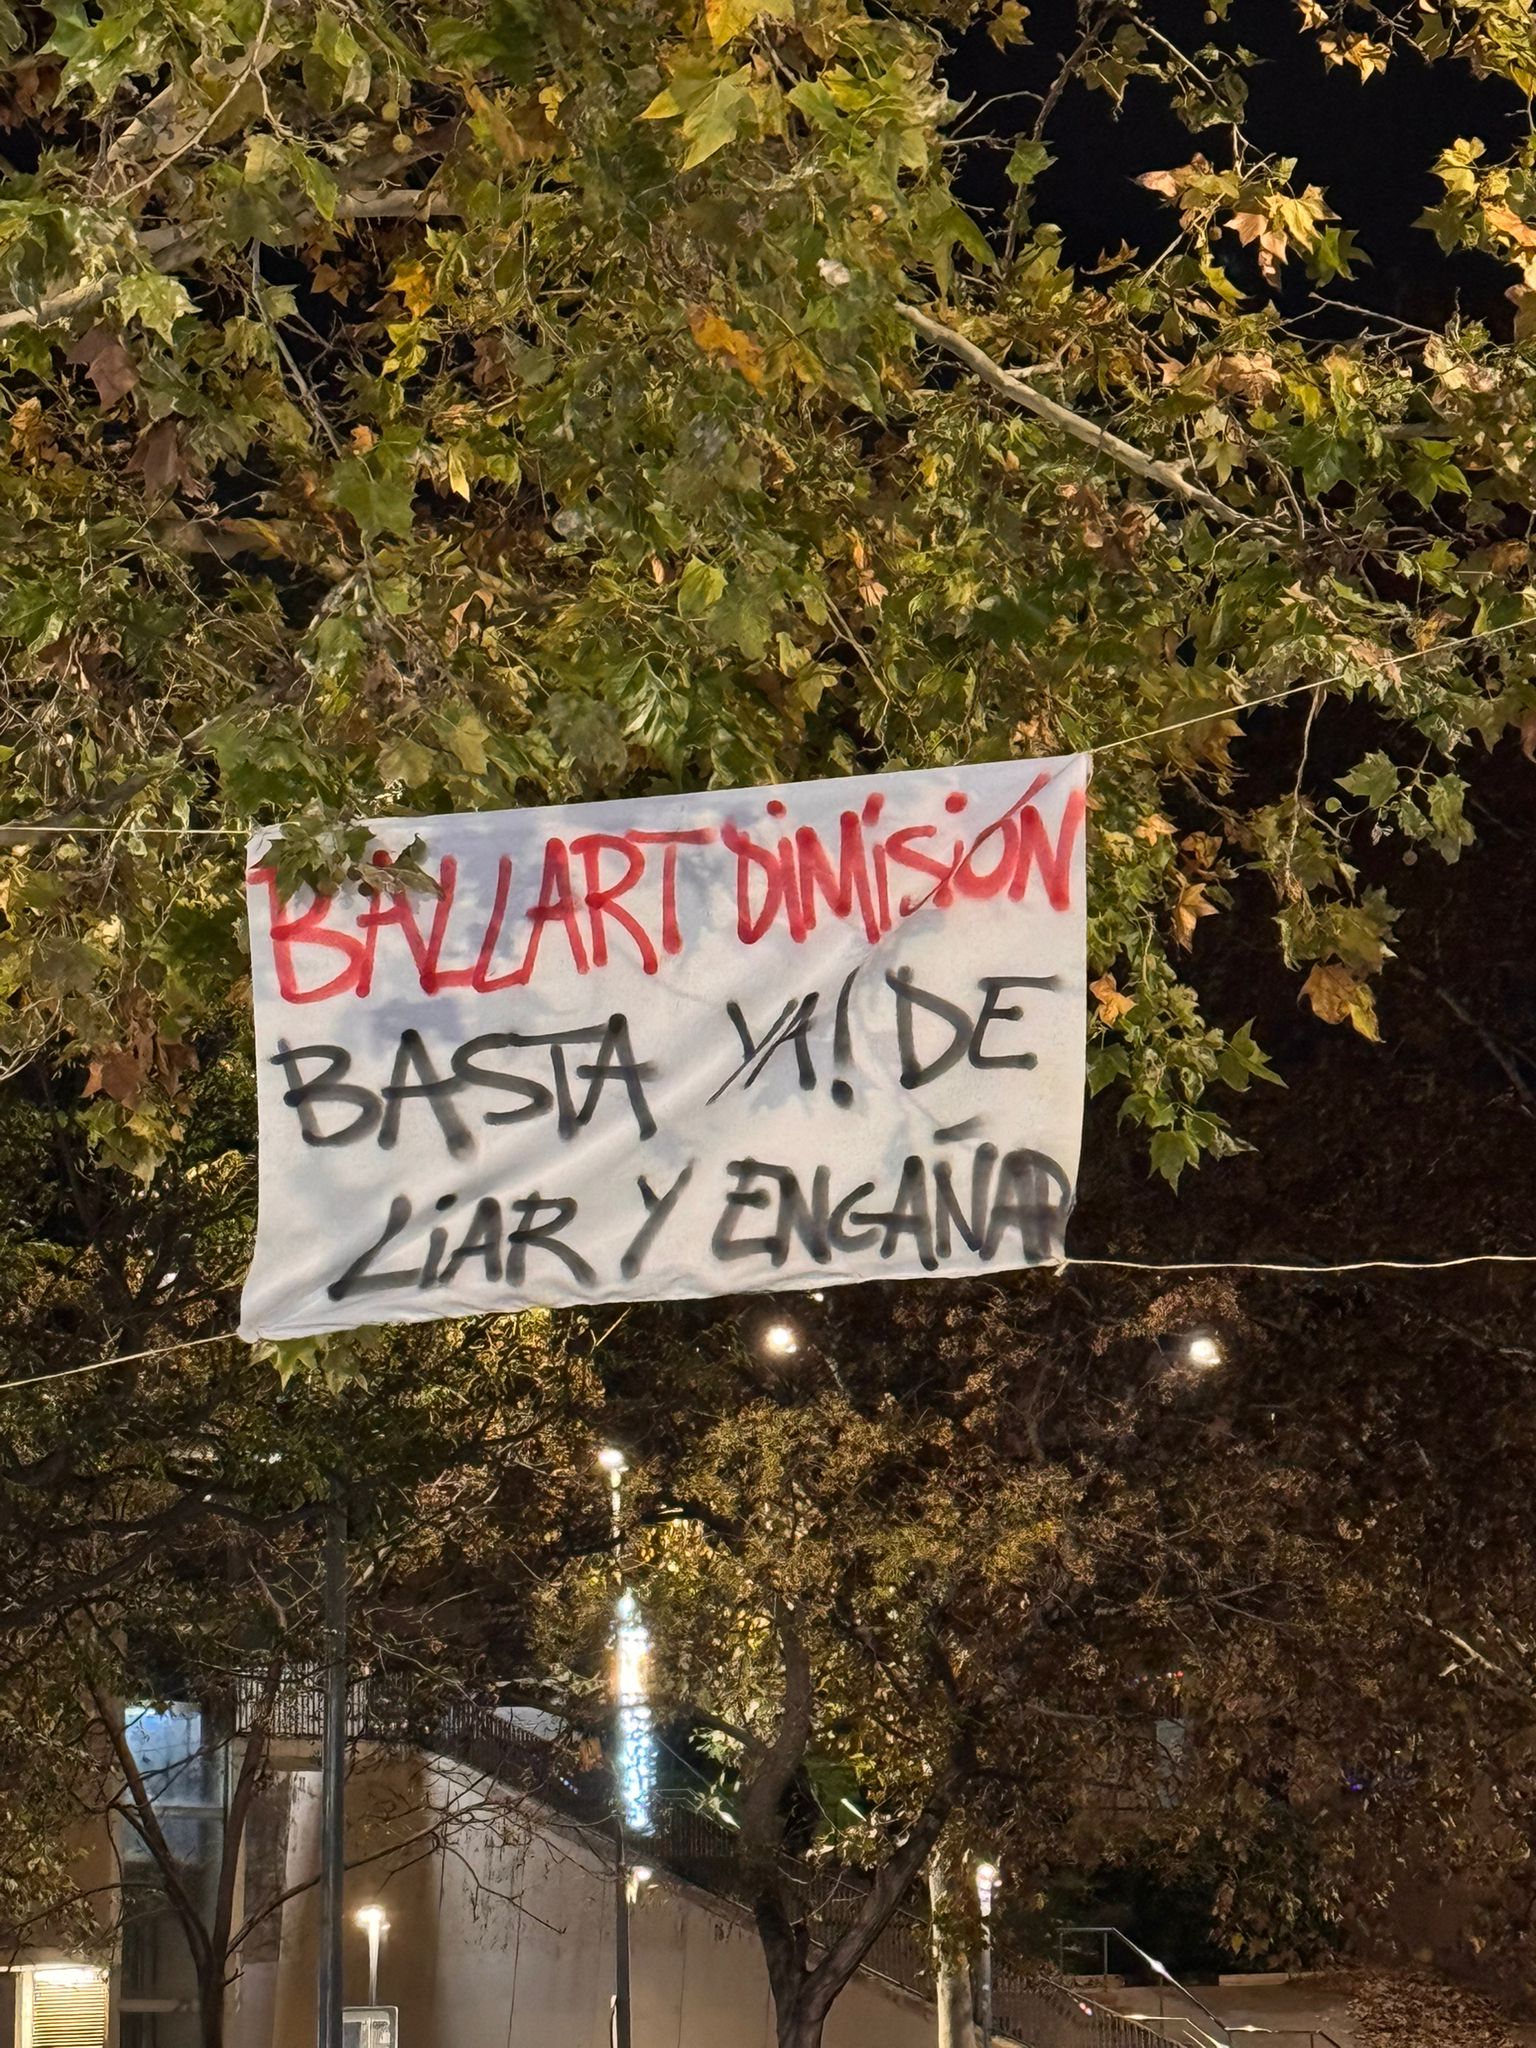 BALLART DiMiSiÓN
BASTA YA! DE
LiAR Y ENGAÑAR